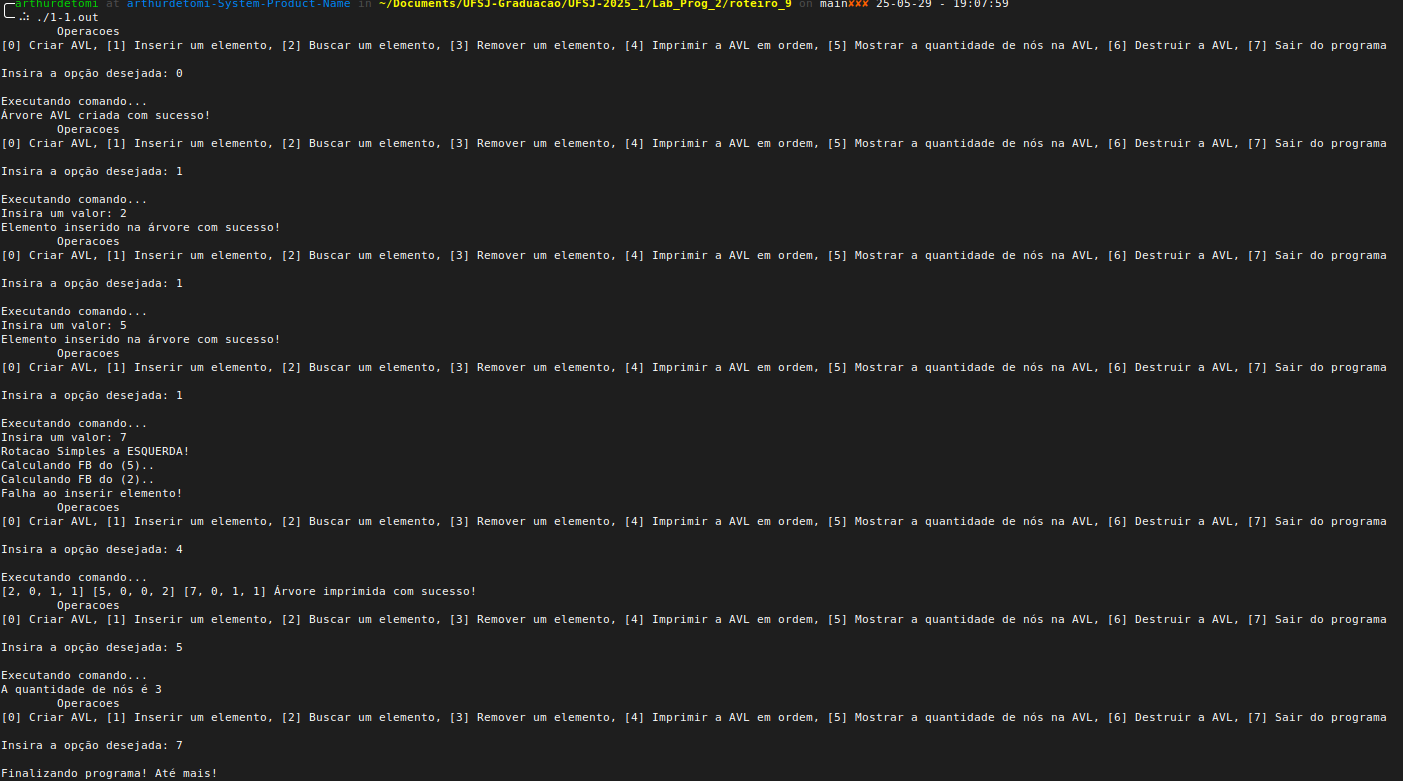 arthurdetomi at arthurdetomi-System-Product-Name in ~/Documents/UFSJ-Graduacao/UFSJ-2025_1/Lab_Prog_2/roteiro_9 on main✘✘✘ 25-05-29 - 19:07:59
./1-1.out
Operacoes
[0] Criar AVL, [1] Inserir um elemento, [2] Buscar um elemento, [3] Remover um elemento, [4] Imprimir a AVL em ordem, [5] Mostrar a quantidade de nós na AVL, [6] Destruir a AVL, [7] Sair do programa
Insira a opção desejada: 0
Executando comando...
Árvore AVL criada com sucesso!
Operacoes
[0] Criar AVL, [1] Inserir um elemento, [2] Buscar um elemento, [3] Remover um elemento, [4] Imprimir a AVL em ordem, [5] Mostrar a quantidade de nós na AVL, [6] Destruir a AVL, [7] Sair do programa
Insira a opção desejada: 1
Executando comando...
Insira um valor: 2
Elemento inserido na árvore com sucesso!
Operacoes
[0] Criar AVL, [1] Inserir um elemento, [2] Buscar um elemento, [3] Remover um elemento, [4] Imprimir a AVL em ordem, [5] Mostrar a quantidade de nós na AVL, [6] Destruir a AVL, [7] Sair do programa
Insira a opção desejada: 1
Executando comando...
Insira um valor: 5
Elemento inserido na árvore com sucesso!
Operacoes
[0] Criar AVL, [1] Inserir um elemento, [2] Buscar um elemento, [3] Remover um elemento, [4] Imprimir a AVL em ordem, [5] Mostrar a quantidade de nós na AVL, [6] Destruir a AVL, [7] Sair do programa
Insira a opção desejada: 1
Executando comando...
Insira um valor: 7
Rotacao Simples a ESQUERDA!
Calculando FB do (5)..
Calculando FB do (2)..
Falha ao inserir elemento!
Operacoes
[0] Criar AVL, [1] Inserir um elemento, [2] Buscar um elemento, [3] Remover um elemento, [4] Imprimir a AVL em ordem, [5] Mostrar a quantidade de nós na AVL, [6] Destruir a AVL, [7] Sair do programa
Insira a opção desejada: 4
Executando comando...
[2, 0, 1, 1] [5, 0, 0, 2] [7, 0, 1, 1] Árvore imprimida com sucesso!
Operacoes
[0] Criar AVL, [1] Inserir um elemento, [2] Buscar um elemento, [3] Remover um elemento, [4] Imprimir a AVL em ordem, [5] Mostrar a quantidade de nós na AVL, [6] Destruir a AVL, [7] Sair do programa
Insira a opção desejada: 5
Executando comando...
A quantidade de nós é 3
Operacoes
[0] Criar AVL, [1] Inserir um elemento, [2] Buscar um elemento, [3] Remover um elemento, [4] Imprimir a AVL em ordem, [5] Mostrar a quantidade de nós na AVL, [6] Destruir a AVL, [7] Sair do programa
Insira a opção desejada: 7
Finalizando programa! Até mais!